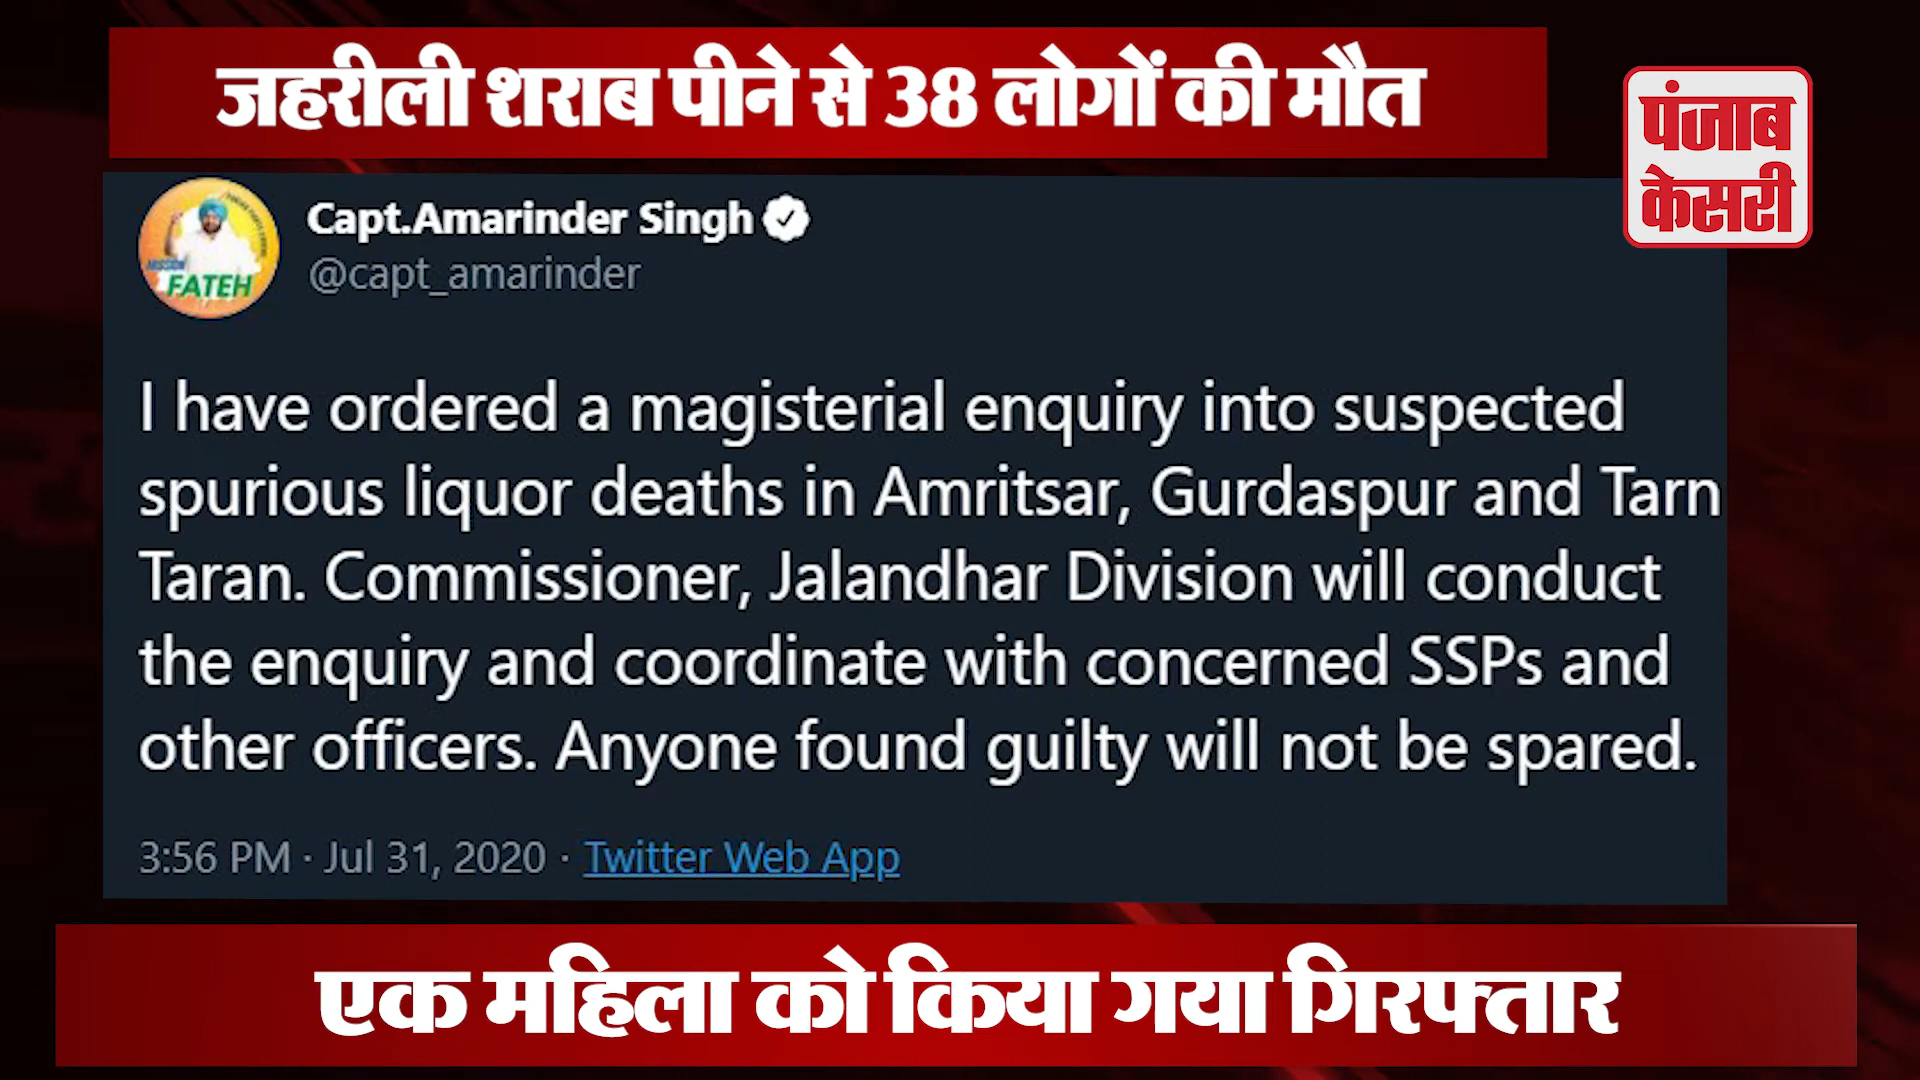 जहरीली शराब पीने से 38 लोगों की मौत
पंजाब
केसरी
Capt.Amarinder Singh
@capt_amarinder
MISSION
FATEH
I have ordered a magisterial enquiry into suspected
spurious liquor deaths in Amritsar, Gurdaspur and Tarn
Taran. Commissioner, Jalandhar Division will conduct
the enquiry and coordinate with concerned SSPs and
other officers. Anyone found guilty will not be spared.
3:56 PM · Jul 31, 2020 · Twitter Web App
एक महिला को किया गया गिरफ्तार